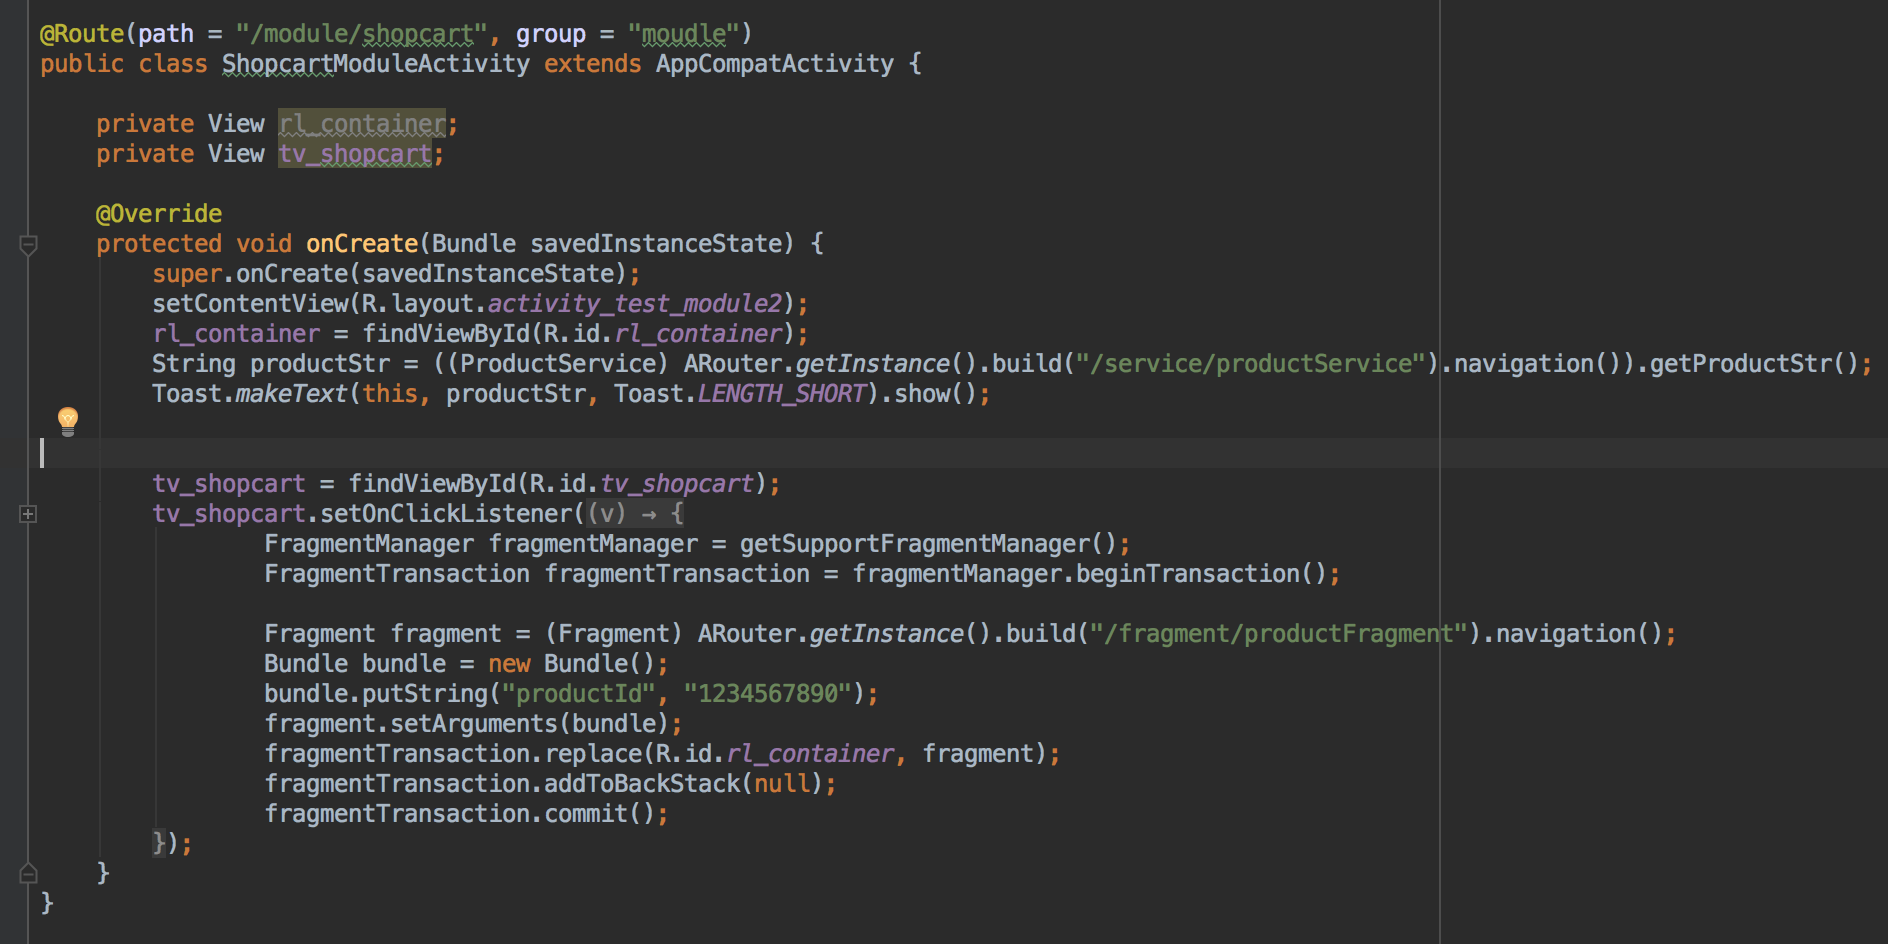 @Route(path = "/module/shopcart", group = "moudle")
public class ShopcartModuleActivity extends AppCompatActivity {
private View rl_container;
private View tv_shopcart;
@Override
protected void onCreate(Bundle savedInstanceState) {
super.onCreate(savedInstanceState);
setContentView(R.layout.activity_test_module2);
rl_container = findViewById(R.id.rl_container);
String productStr = ((ProductService) ARouter.getInstance().build("/service/productService").navigation()).getProductStr();
Toast.makeText(this, productStr, Toast.LENGTH_SHORT).show();
tv_shopcart = findViewById(R.id.tv_shopcart);
tv_shopcart.setOnClickListener((v) → {
FragmentManager fragmentManager = getSupportFragmentManager();
FragmentTransaction fragmentTransaction = fragmentManager.beginTransaction();
Fragment fragment = (Fragment) ARouter.getInstance().build("/fragment/productFragment").navigation();
Bundle bundle = new Bundle();
bundle.putString("productId", "1234567890");
fragment.setArguments(bundle);
fragmentTransaction.replace(R.id.rl_container, fragment);
fragmentTransaction.addToBackStack(null);
fragmentTransaction.commit();
});
}
}